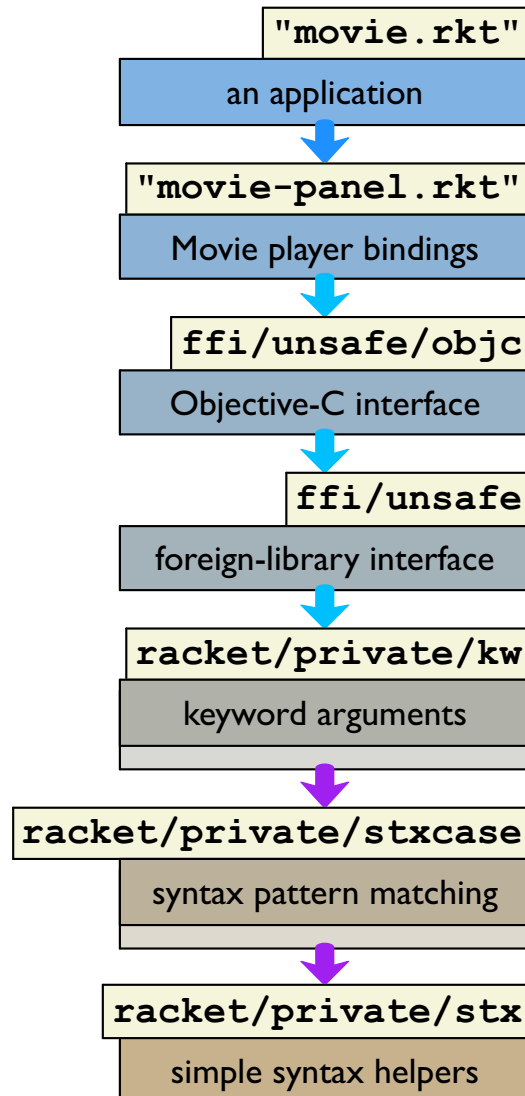 "movie.rkt"
an application
"movie-panel.rkt"
Movie player bindings
ffi/unsafe/objc
Objective-C interface
ffi/unsafe
foreign-library interface
racket/private/kw
keyword arguments
racket/private/stxcase
syntax pattern matching
racket/private/stx
simple syntax helpers